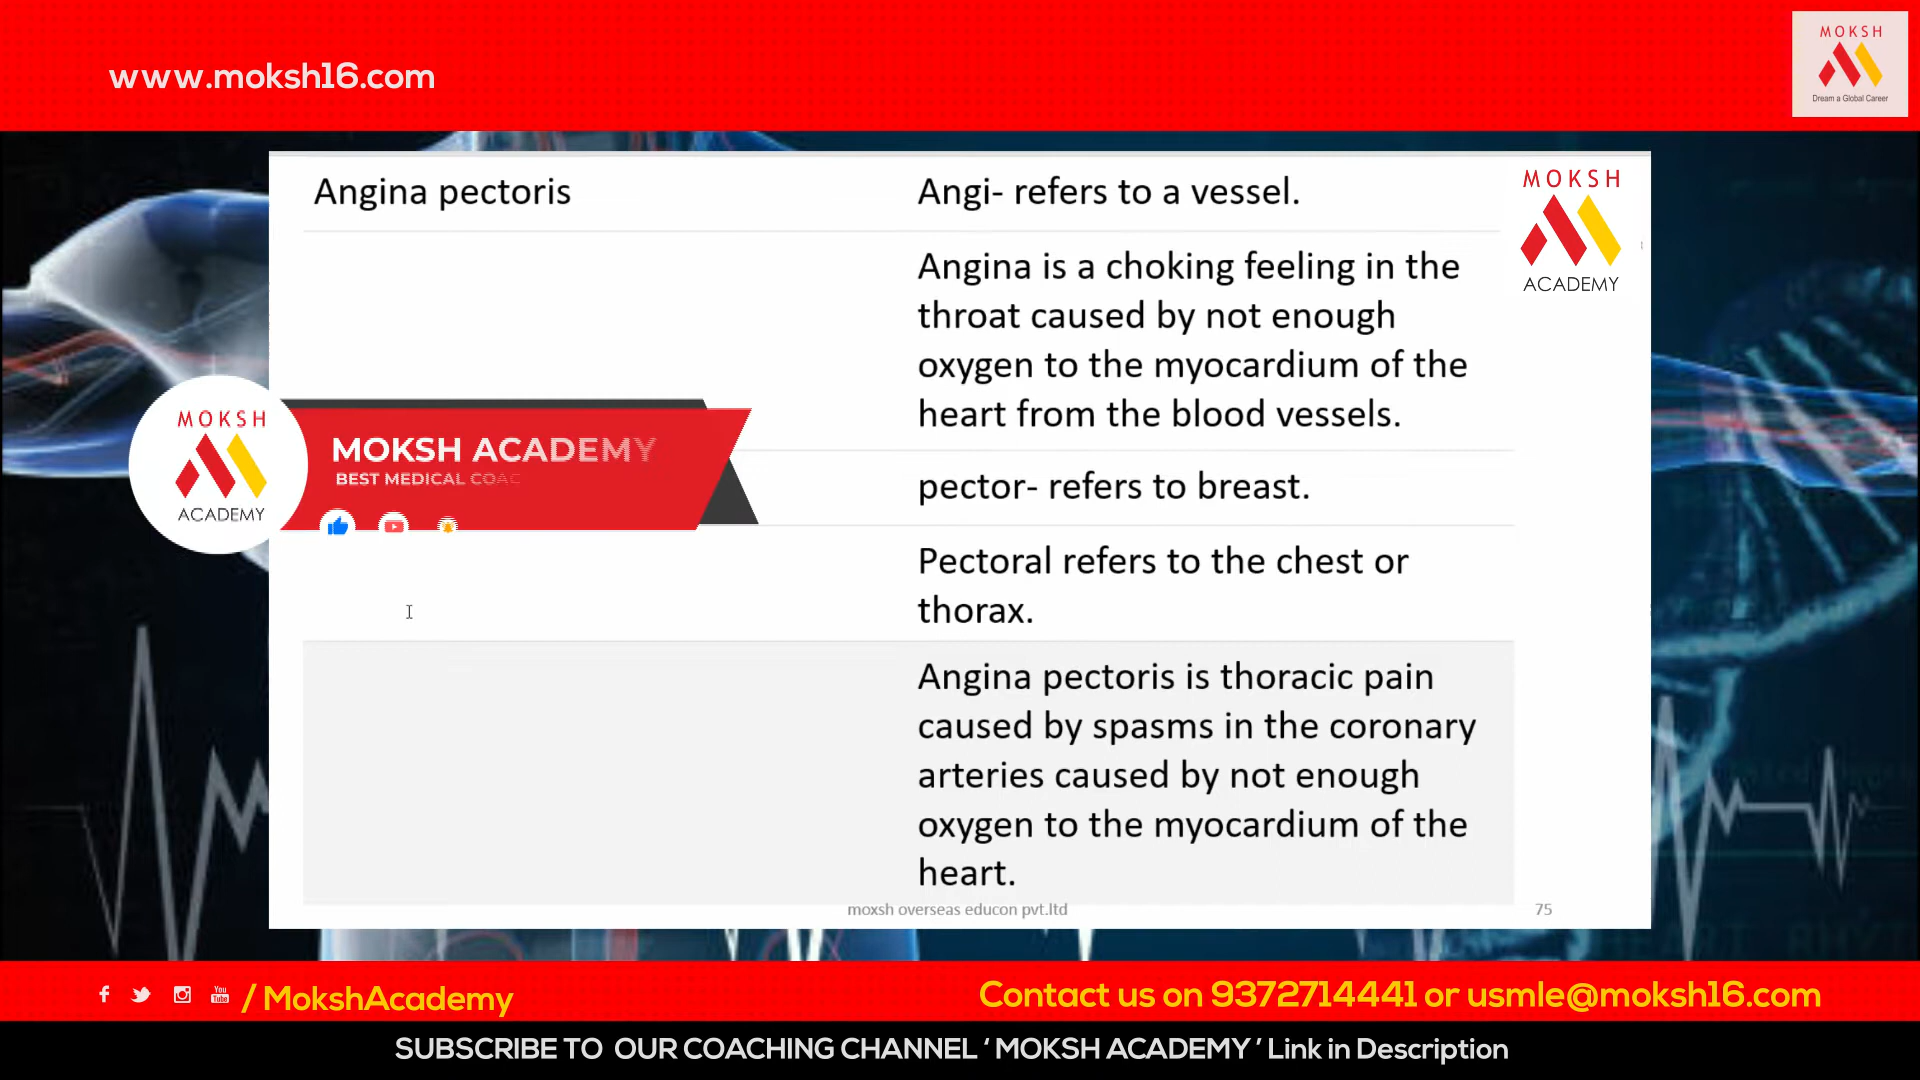 www.moksh16.com
MOKSH
Dream a Global Career
Angina pectoris
Angi- refers to a vessel.
MOKSH
ACADEMY
Angina is a choking feeling in the
throat caused by not enough
oxygen to the myocardium of the
heart from the blood vessels.
MOKSH
ACADEMY
MOKSH ACADEMY
BEST MEDICAL COAC
pector- refers to breast.
Pectoral refers to the chest or
thorax.
Angina pectoris is thoracic pain
caused by spasms in the coronary
arteries caused by not enough
oxygen to the myocardium of the
heart.
moxsh overseas educon pvt.ltd
75
You
Tube
/ MokshAcademy
Contact us on 9372714441 or usmle@moksh16.com
SUBSCRIBE TO OUR COACHING CHANNEL ‘ MOKSH ACADEMY ’ Link in Description